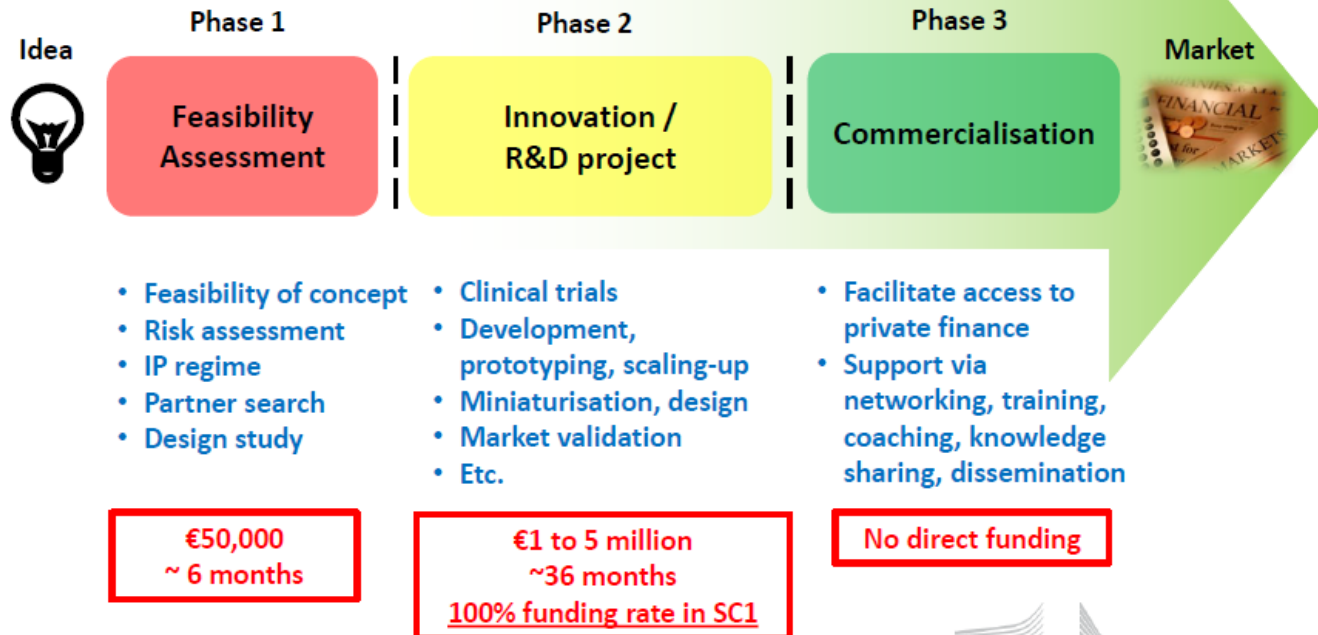 Phase 1
Phase 2
Phase 3
Idea
Market
Feasibility
Assessment
Innovation /
R&D project
Commercialisation
FINANCIAL
MARKETS
• Feasibility of concept
• Risk assessment
• IP regime
• Partner search
• Design study
• Clinical trials
• Development,
prototyping, scaling-up
• Miniaturisation, design
• Market validation
• Etc.
• Facilitate access to
private finance
• Support via
networking, training,
coaching, knowledge
sharing, dissemination
€50,000
~ 6 months
€1 to 5 million
~36 months
100% funding rate in SC1
No direct funding